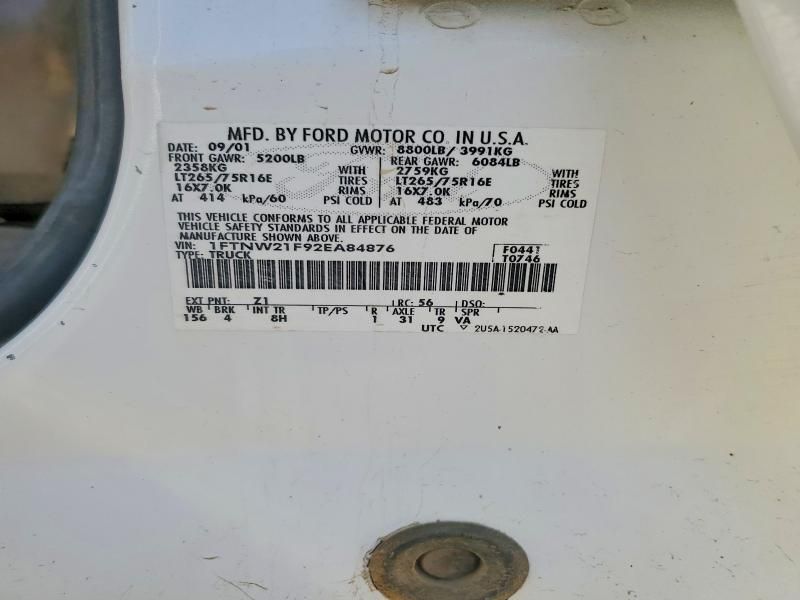 MFD. BY FORD MOTOR CO. IN U.S.A.
DATE: 09/01 GVWR: 8800LB/ 3991KG
FRONT GAWR: 5200LB REAR GAWR: 6084LB
2358KG WITH 2759KG WITH
LT265/75R16E TIRES LT265/75R16E TIRES
16X7.0K RIMS 16X7.0K RIMS
AT 414 kPa/60 PSI COLD AT 483 kPa/70 PSI COLD
THIS VEHICLE CONFORMS TO ALL APPLICABLE FEDERAL MOTOR
VEHICLE SAFETY STANDARDS IN EFFECT ON THE DATE OF
MANUFACTURE SHOWN ABOVE.
VIN: 1FTNW21F92EA84876 F0441
TYPE: TRUCK T0746
EXT PNT: Z1 RC: 56 DSO:
WB BRK INT TR TP/PS R AXLE TR SPR
156 4 8H 1 31 9 VA
UTC 2U5A-1520472-AA